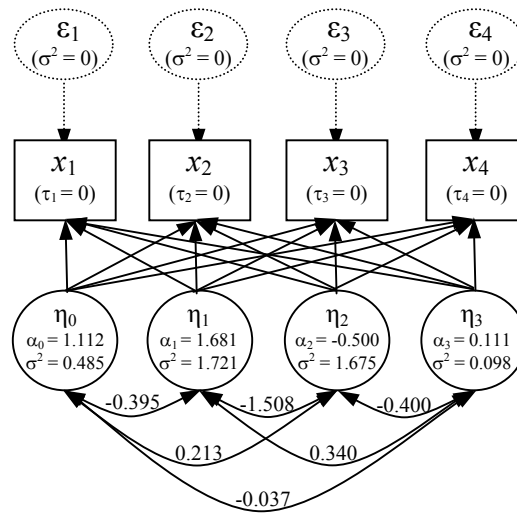 ε₁ ε₂ ε₃ ε₄
(σ² = 0) (σ² = 0) (σ² = 0) (σ² = 0)
x₁ x₂ x₃ x₄
(τ₁ = 0) (τ₂ = 0) (τ₃ = 0) (τ₄ = 0)
η₀ η₁ η₂ η₃
α₀ = 1.112 α₁ = 1.681 α₂ = -0.500 α₃ = 0.111
σ² = 0.485 σ² = 1.721 σ² = 1.675 σ² = 0.098
-0.395 -1.508 -0.400
0.213 0.340
-0.037